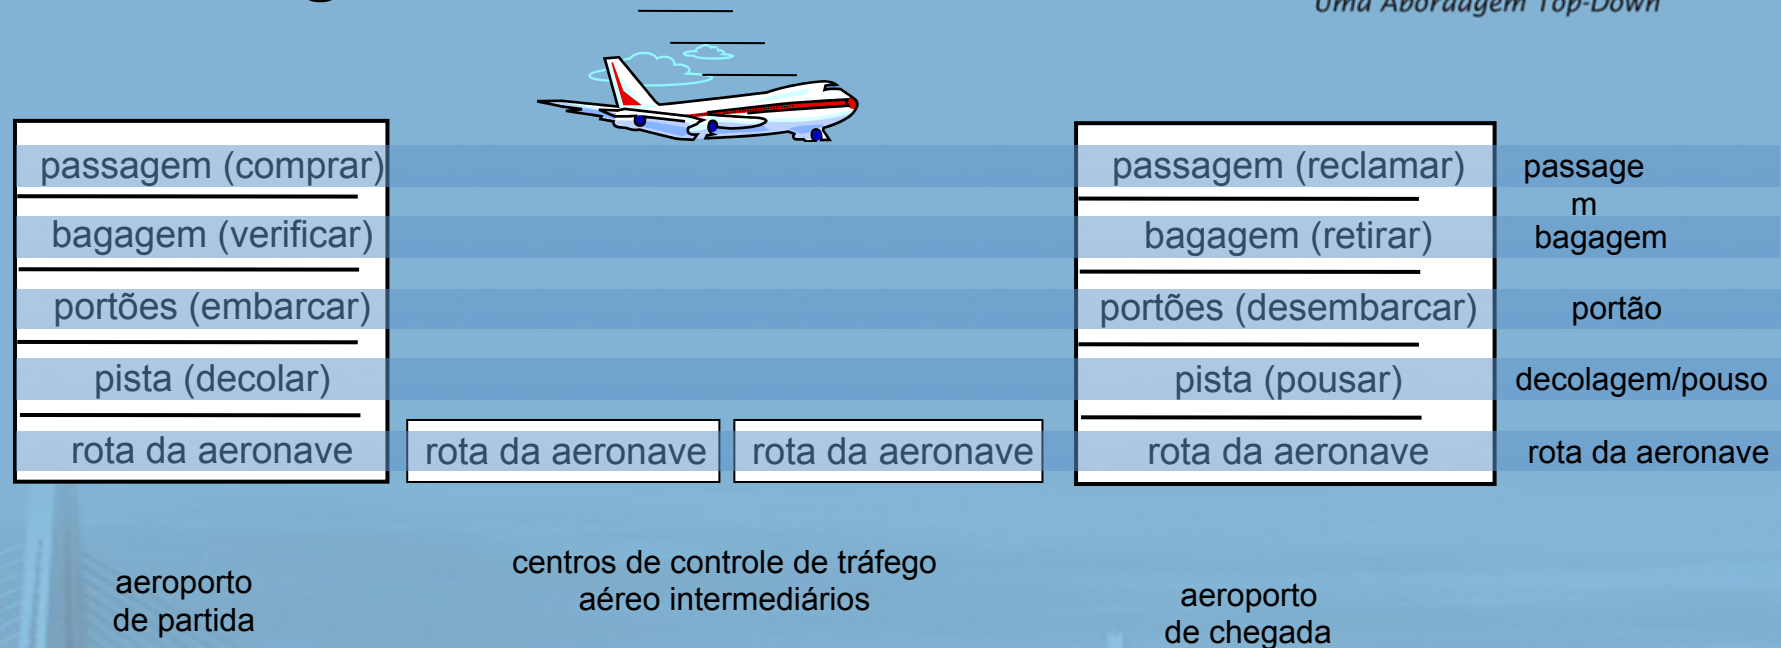 Uma Abordagem Top-Down
passagem (comprar)
passagem (reclamar)
passage
m
bagagem (verificar)
bagagem (retirar)
bagagem
portões (embarcar)
portões (desembarcar)
portão
pista (decolar)
pista (pousar)
decolagem/pouso
rota da aeronave
rota da aeronave
rota da aeronave
rota da aeronave
rota da aeronave
aeroporto
de partida
centros de controle de tráfego
aéreo intermediários
aeroporto
de chegada